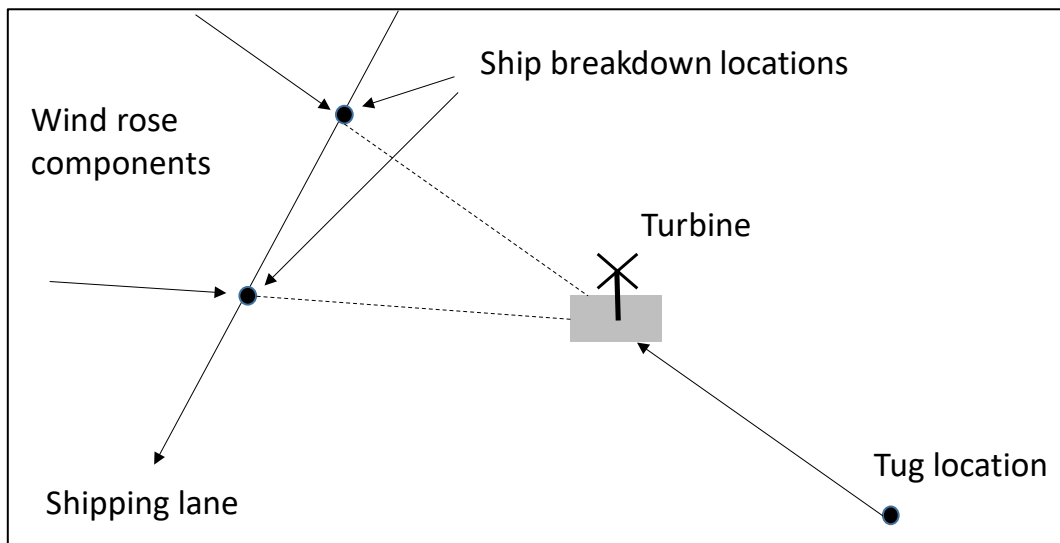 Ship breakdown locations
Wind rose
components
Turbine
Tug location
Shipping lane